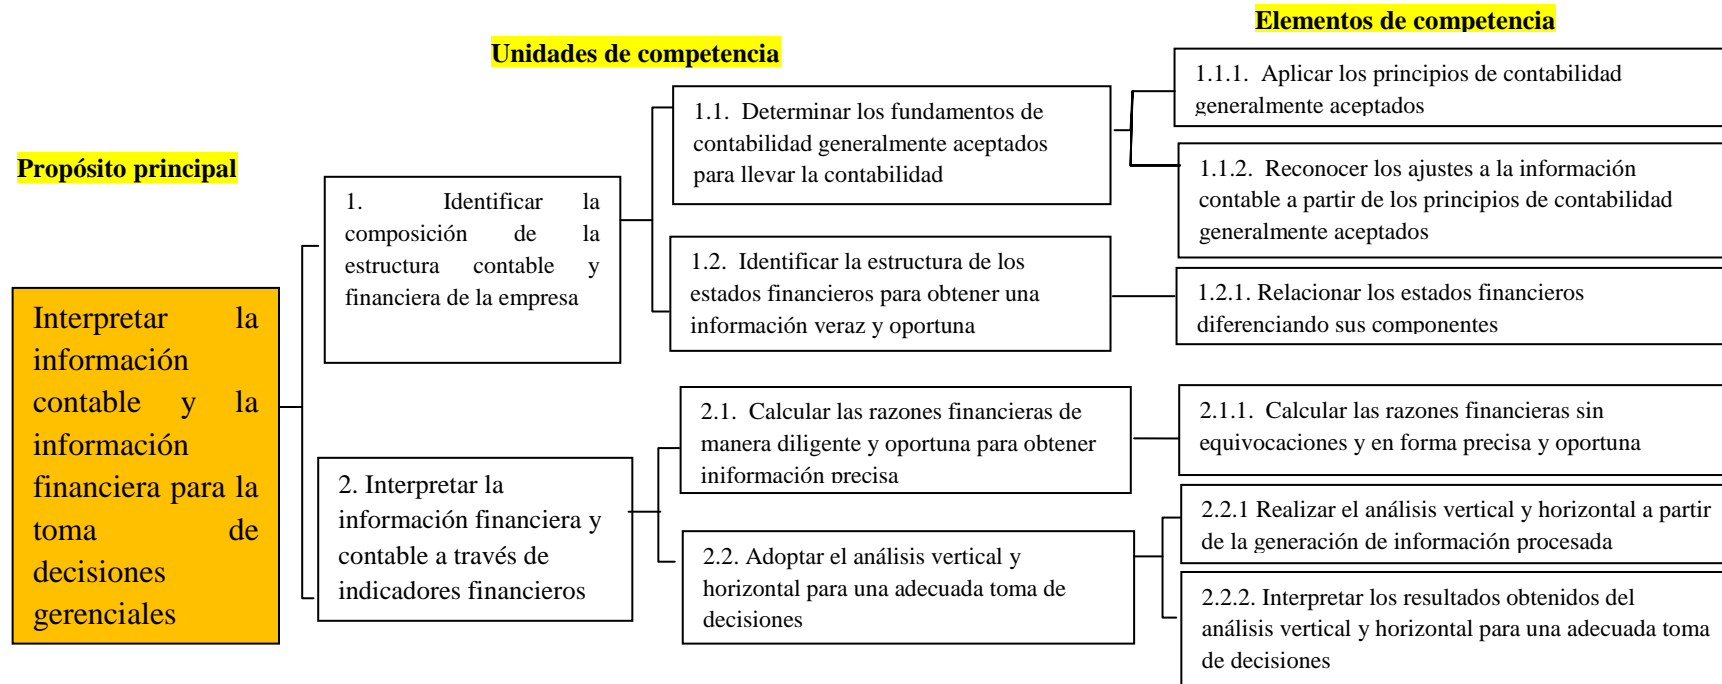 Elementos de competencia
Unidades de competencia
Propósito principal
Interpretar la
información
contable y la
información
financiera para la
toma de
decisiones
gerenciales
1. Identificar la
composición de la
estructura contable y
financiera de la empresa
2. Interpretar la
información financiera y
contable a través de
indicadores financieros
1.1. Determinar los fundamentos de
contabilidad generalmente aceptados
para llevar la contabilidad
1.2. Identificar la estructura de los
estados financieros para obtener una
información veraz y oportuna
2.1. Calcular las razones financieras de
manera diligente y oportuna para obtener
iniformación precisa
2.2. Adoptar el análisis vertical y
horizontal para una adecuada toma de
decisiones
1.1.1. Aplicar los principios de contabilidad
generalmente aceptados
1.1.2. Reconocer los ajustes a la información
contable a partir de los principios de contabilidad
generalmente aceptados
1.2.1. Relacionar los estados financieros
diferenciando sus componentes
2.1.1. Calcular las razones financieras sin
equivocaciones y en forma precisa y oportuna
2.2.1 Realizar el análisis vertical y horizontal a partir
de la generación de información procesada
2.2.2. Interpretar los resultados obtenidos del
análisis vertical y horizontal para una adecuada toma
de decisiones